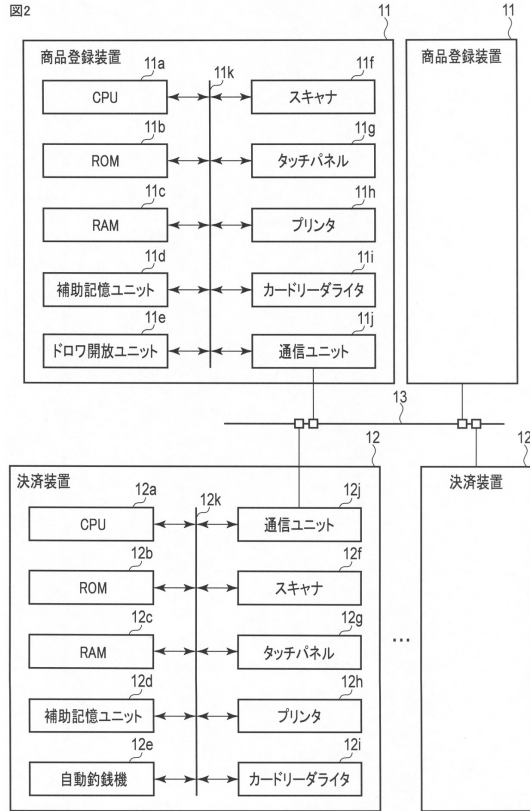 図2
11
11
商品登録装置
商品登録装置
11a
11k
11f
CPU
スキャナ
11b
11g
ROM
タッチパネル
11c
11h
RAM
プリンタ
11d
11i
補助記憶ユニット
カードリーダライタ
11e
11j
ドロワ開放ユニット
通信ユニット
13
12
12
決済装置
決済装置
12a
12k
12j
CPU
通信ユニット
12b
12f
ROM
スキャナ
12c
12g
RAM
タッチパネル
…
12d
12h
補助記憶ユニット
プリンタ
12e
12i
自動釣銭機
カードリーダライタ